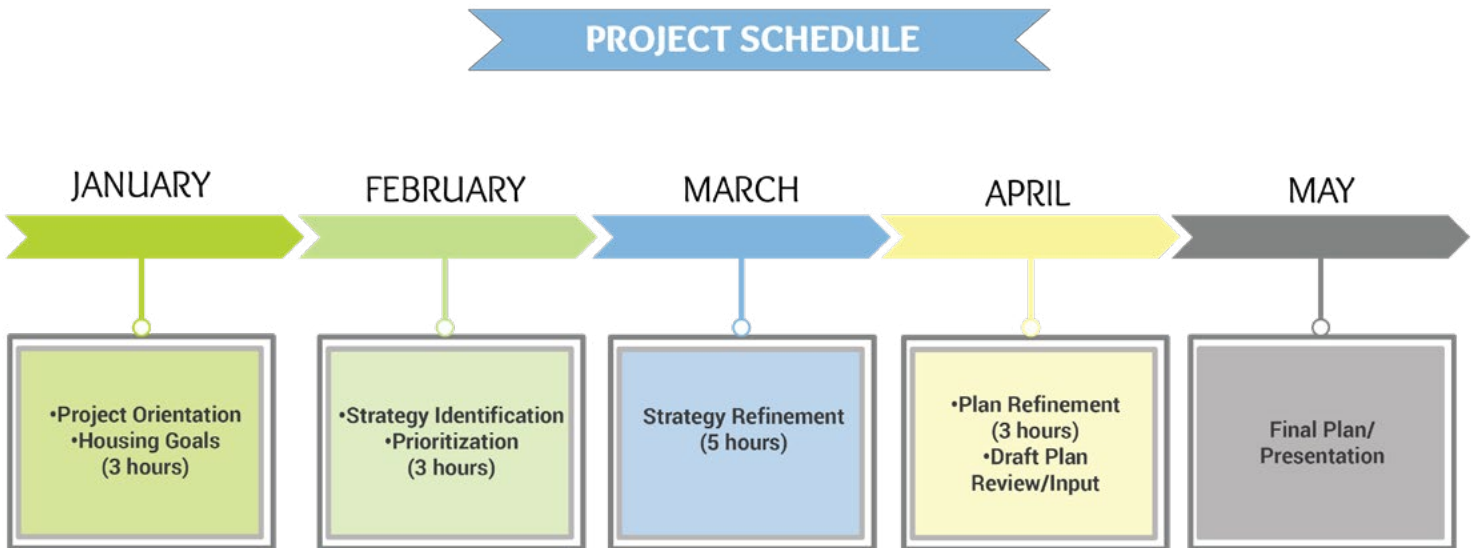 PROJECT SCHEDULE
JANUARY
FEBRUARY
MARCH
APRIL
MAY
•Project Orientation
•Housing Goals
(3 hours)
•Strategy Identification
•Prioritization
(3 hours)
Strategy Refinement
(5 hours)
•Plan Refinement
(3 hours)
•Draft Plan
Review/Input
Final Plan/
Presentation